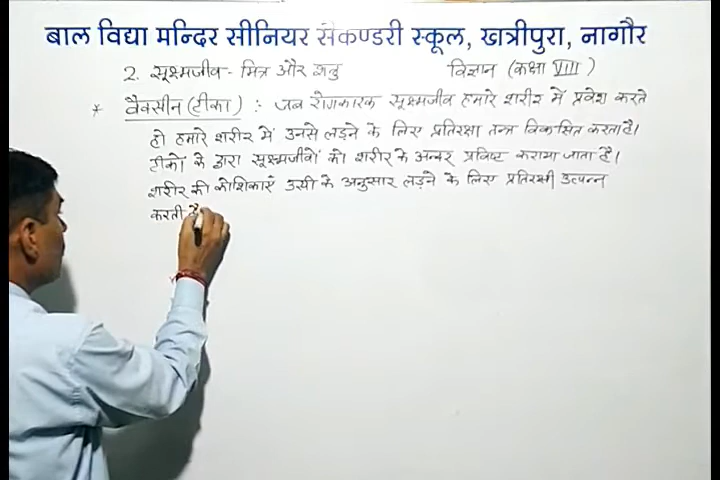 बाल विद्या मन्दिर सीनियर सैकण्डरी स्कूल, खत्रीपुरा, नागौर
2. सूक्ष्मजीव - मित्र और शत्रु विज्ञान (कक्षा VIII)
* वैक्सीन (टीका) :- जब रोगकारक सूक्ष्मजीव हमारे शरीर में प्रवेश करते
हो हमारे शरीर में उनसे लड़ने के लिए प्रतिरक्षा तन्त्र विकसित करता है।
टीकों के द्वारा सूक्ष्मजीवों को शरीर के अन्दर प्रविष्ट कराया जाता है।
शरीर की कोशिकाएं उसी के अनुसार लड़ने के लिए प्रतिरक्षी उत्पन्न
करती है